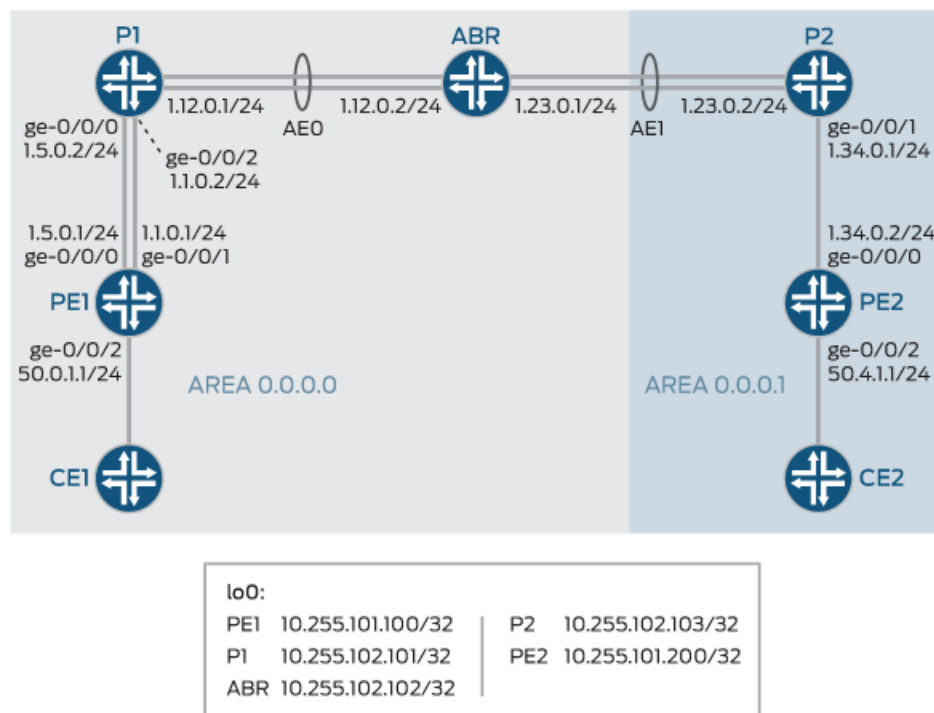 P1
ABR
P2
1.12.0.1/24
AE0
1.12.0.2/24
1.23.0.1/24
AE1
1.23.0.2/24
ge-0/0/0
1.5.0.2/24
ge-0/0/2
1.1.0.2/24
ge-0/0/1
1.34.0.1/24
1.5.0.1/24
ge-0/0/0
1.1.0.1/24
ge-0/0/1
1.34.0.2/24
ge-0/0/0
PE1
PE2
ge-0/0/2
50.0.1.1/24
AREA 0.0.0.0
AREA 0.0.0.1
ge-0/0/2
50.4.1.1/24
CE1
CE2
lo0:
PE1 10.255.101.100/32
P2 10.255.102.103/32
P1 10.255.102.101/32
PE2 10.255.101.200/32
ABR 10.255.102.102/32